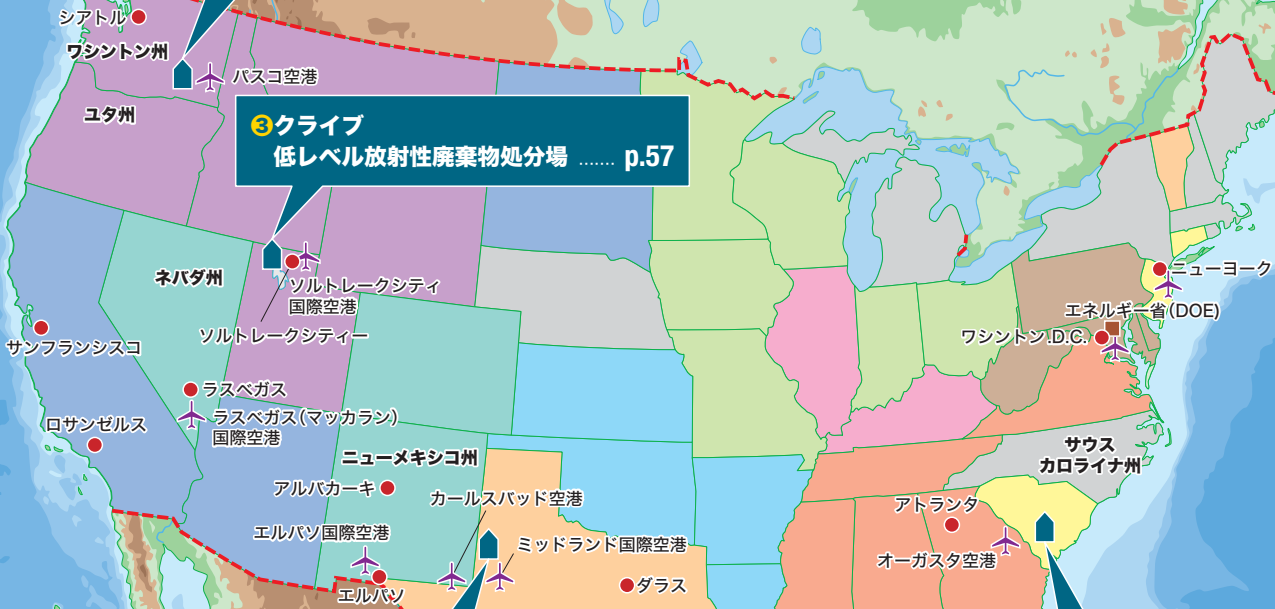 シアトル
ワシントン州
パスコ空港
ユタ州
❸クライブ
低レベル放射性廃棄物処分場 ....... p.57
ネバダ州
ソルトレークシティ
国際空港
ソルトレークシティー
サンフランシスコ
ラスベガス
ラスベガス(マッカラン)
国際空港
ロサンゼルス
ニューメキシコ州
アルバカーキ
カールスバッド空港
エルパソ国際空港
ミッドランド国際空港
エルパソ
ダラス
ニューヨーク
エネルギー省(DOE)
ワシントン.D.C.
サウス
カロライナ州
アトランタ
オーガスタ空港